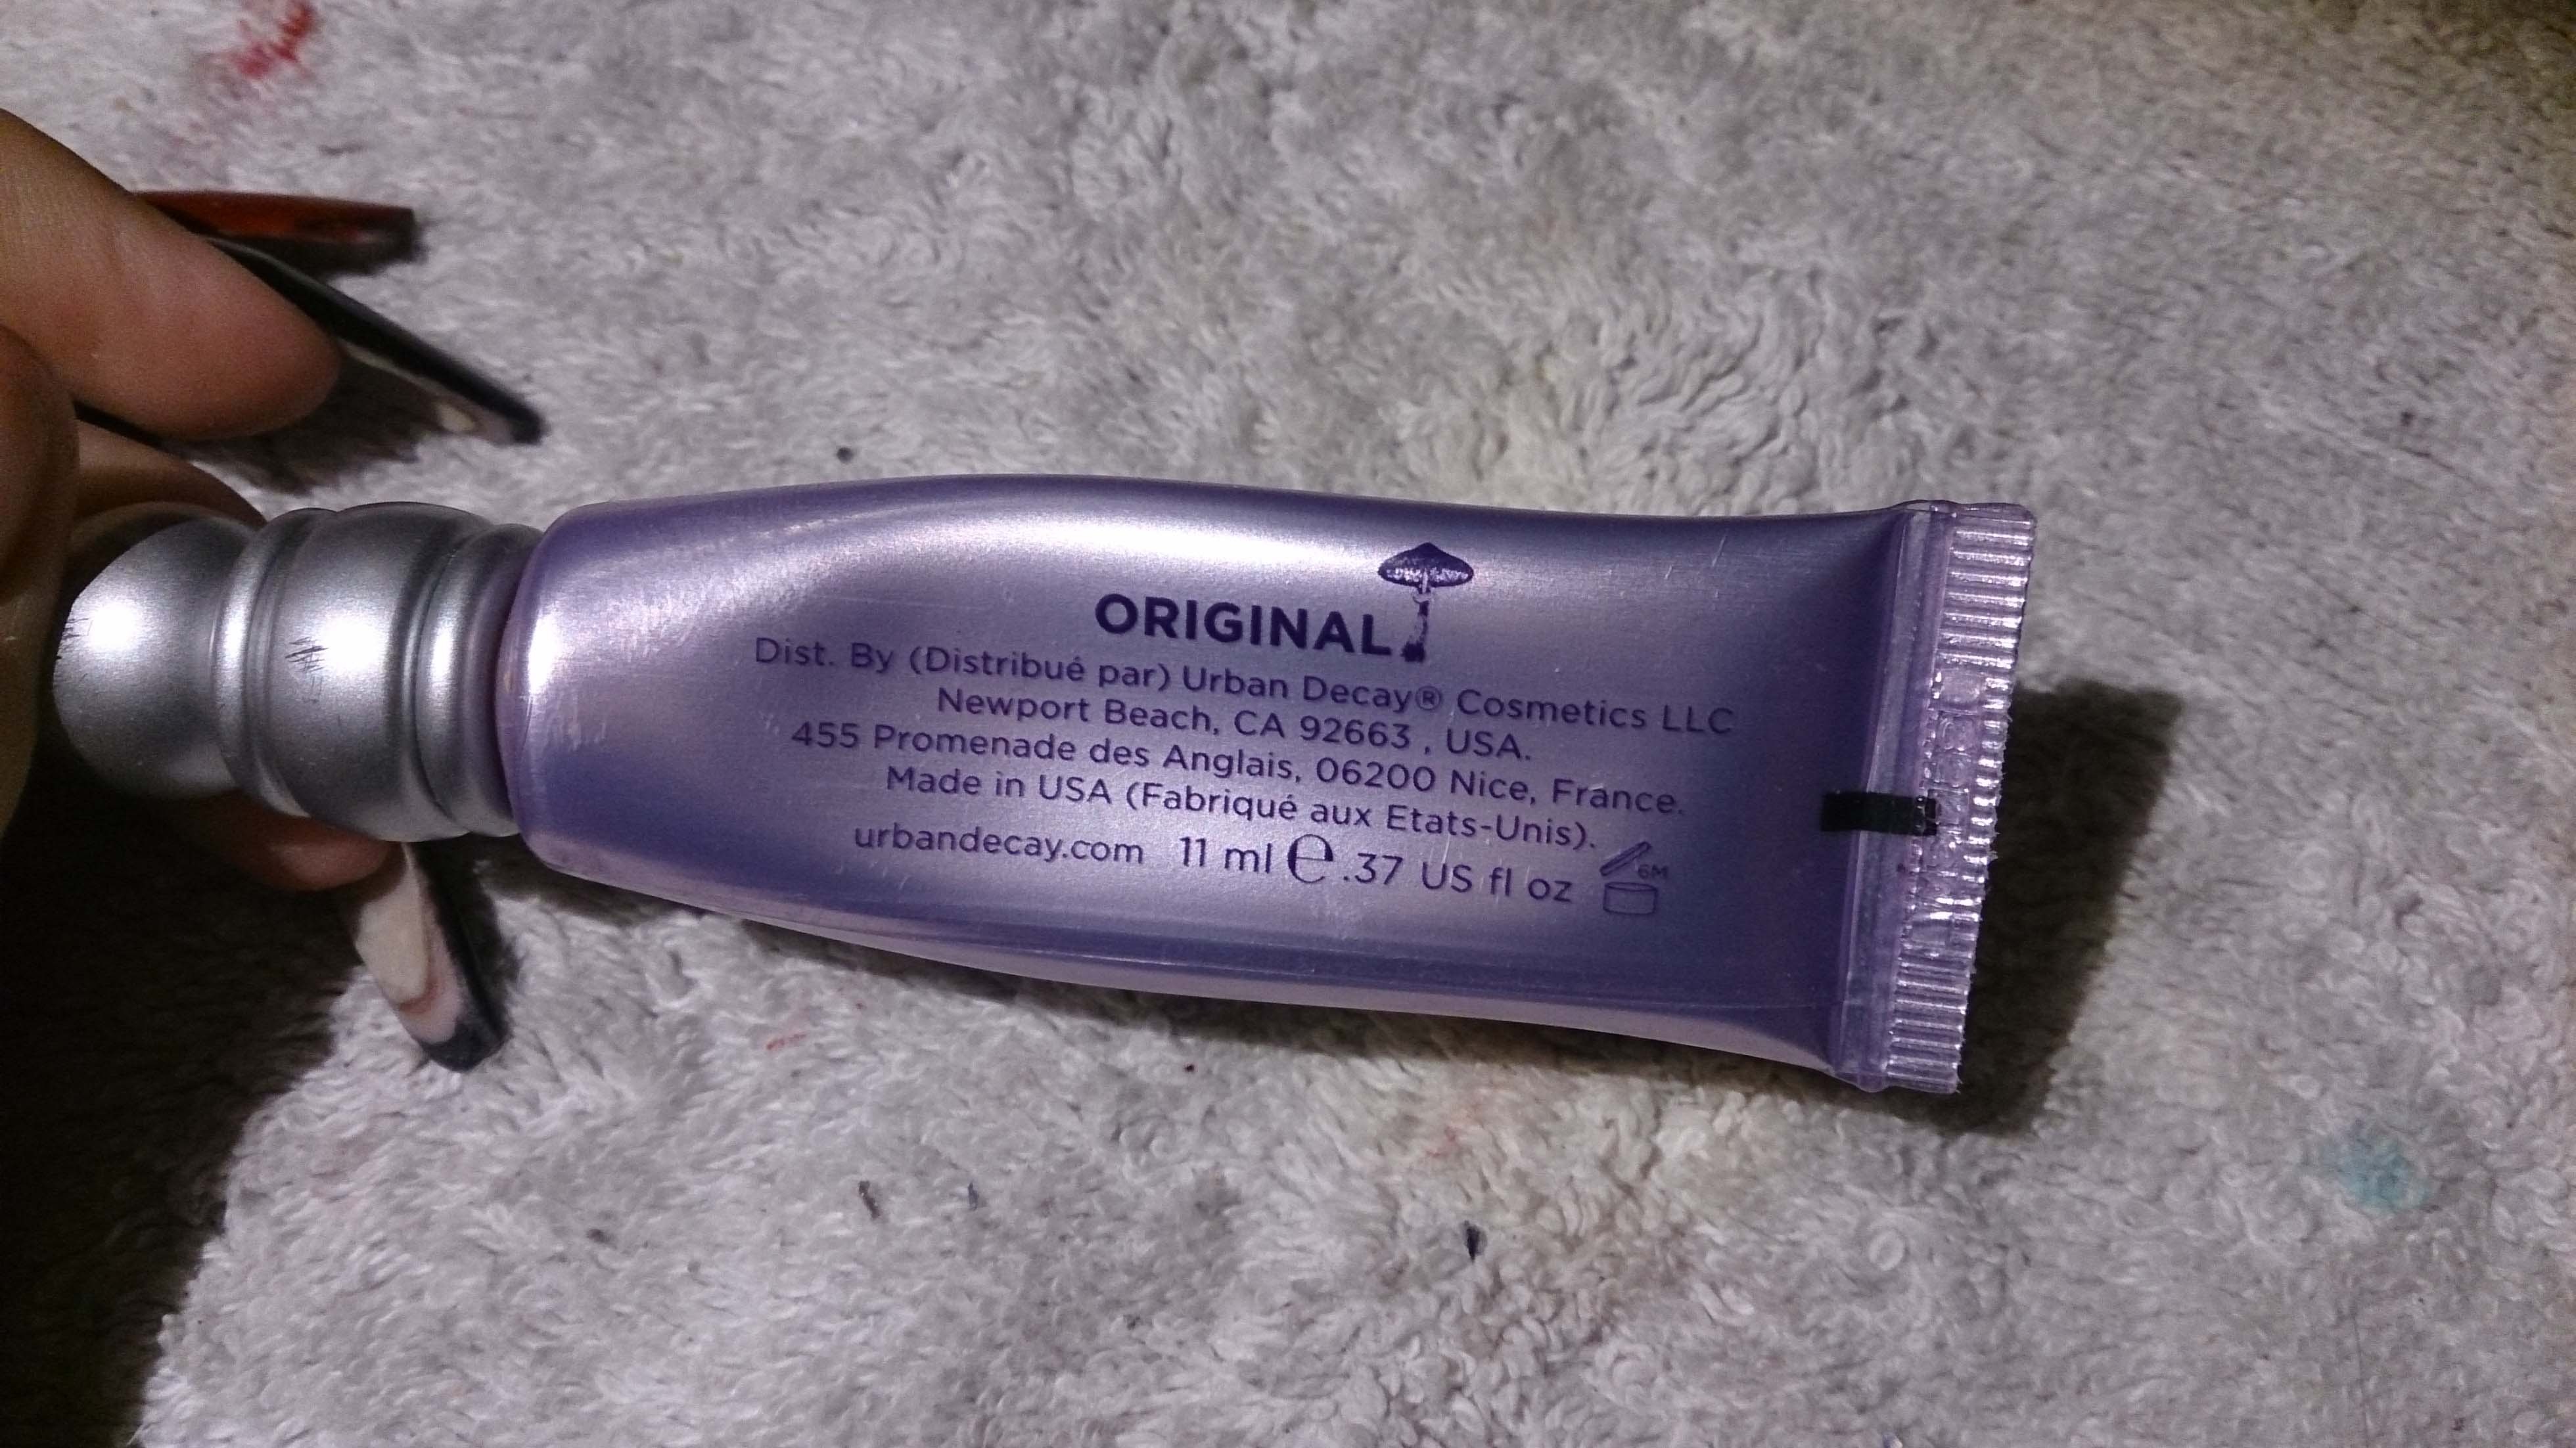 ORIGINAL
Dist. By (Distribué par) Urban Decay® Cosmetics LLC
Newport Beach, CA 92663 , USA.
455 Promenade des Anglais, 06200 Nice, France.
Made in USA (Fabriqué aux Etats-Unis).
urbandecay.com 11 ml ℮ .37 US fl oz 6M